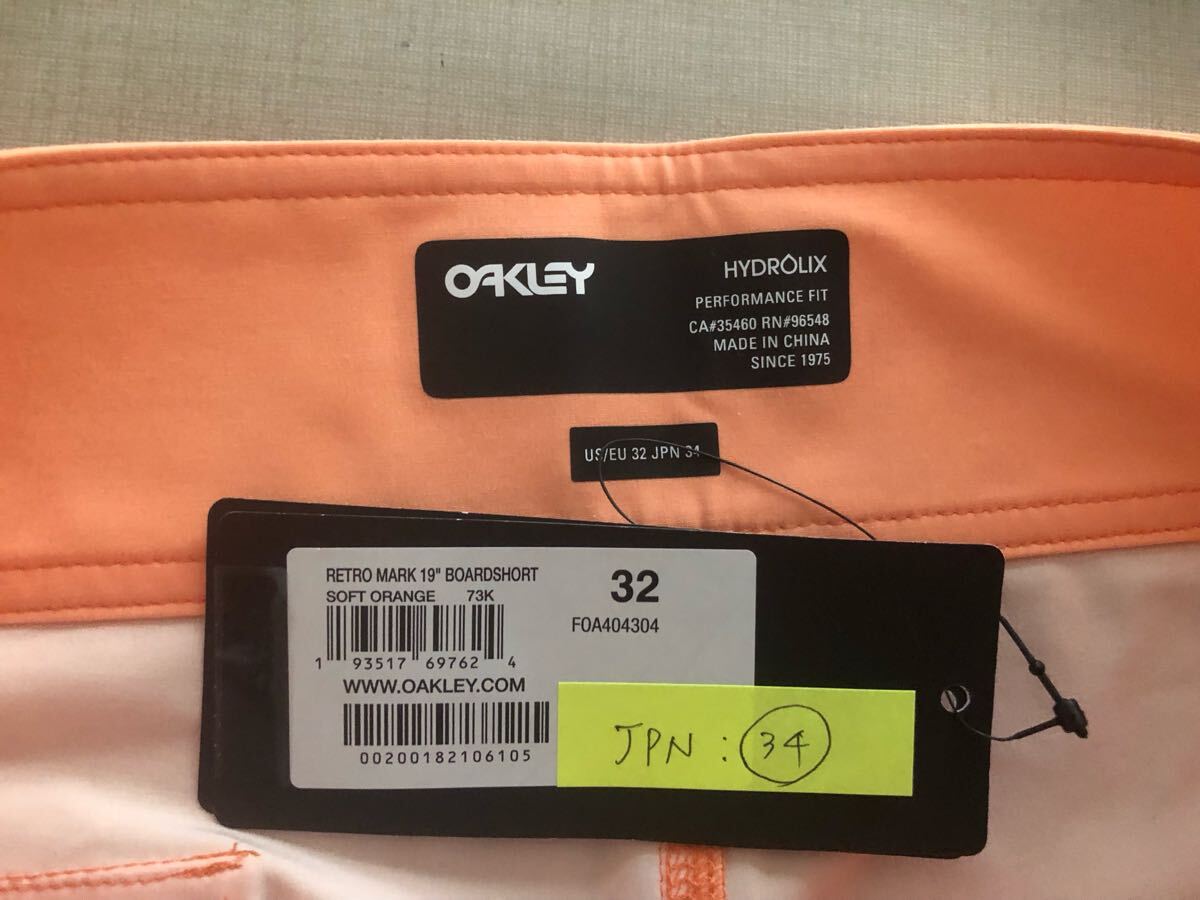 OAKLEY
HYDROLIX
PERFORMANCE FIT
CA#35460 RN#96548
MADE IN CHINA
SINCE 1975
US/EU 32 JPN 34
RETRO MARK 19" BOARDSHORT
SOFT ORANGE 73K
32
FOA404304
1 93517 69762 4
WWW.OAKLEY.COM
00200182106105
JPN : 34